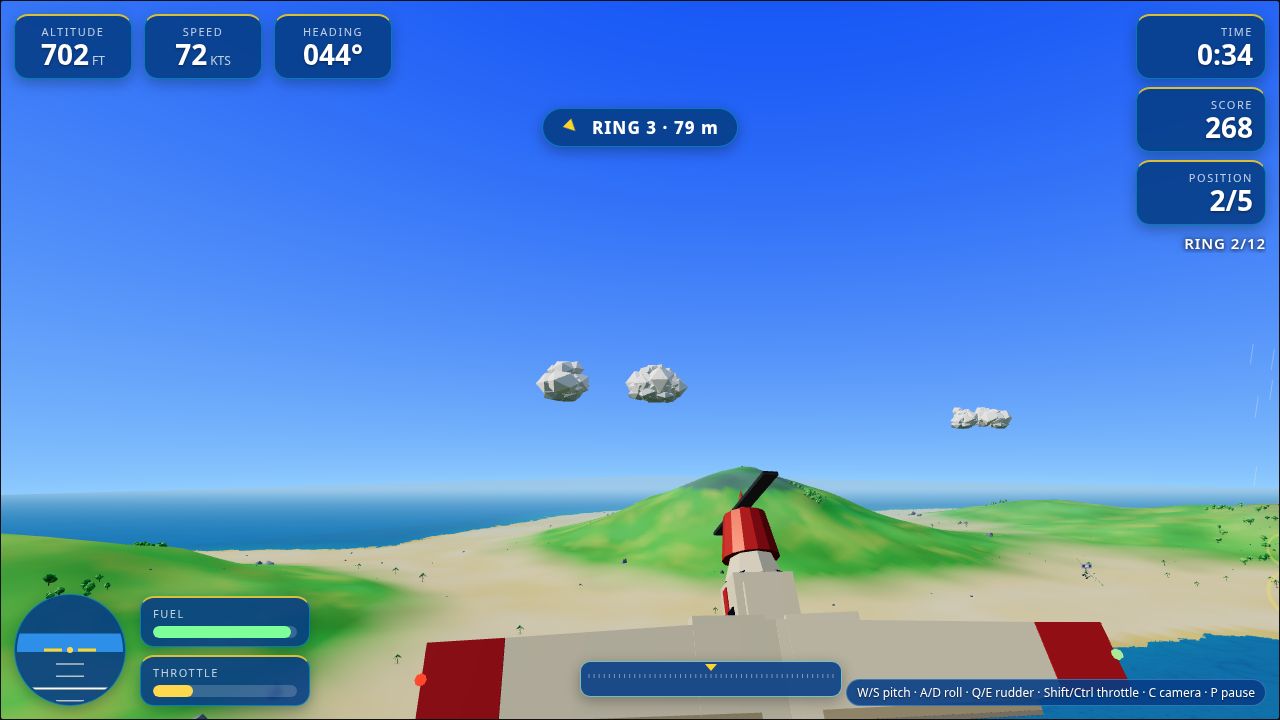 ALTITUDE
702 FT
SPEED
72 KTS
HEADING
044°
TIME
0:34
SCORE
268
POSITION
2/5
RING 2/12
RING 3 · 79 m
FUEL
THROTTLE
W/S pitch · A/D roll · Q/E rudder · Shift/Ctrl throttle · C camera · P pause